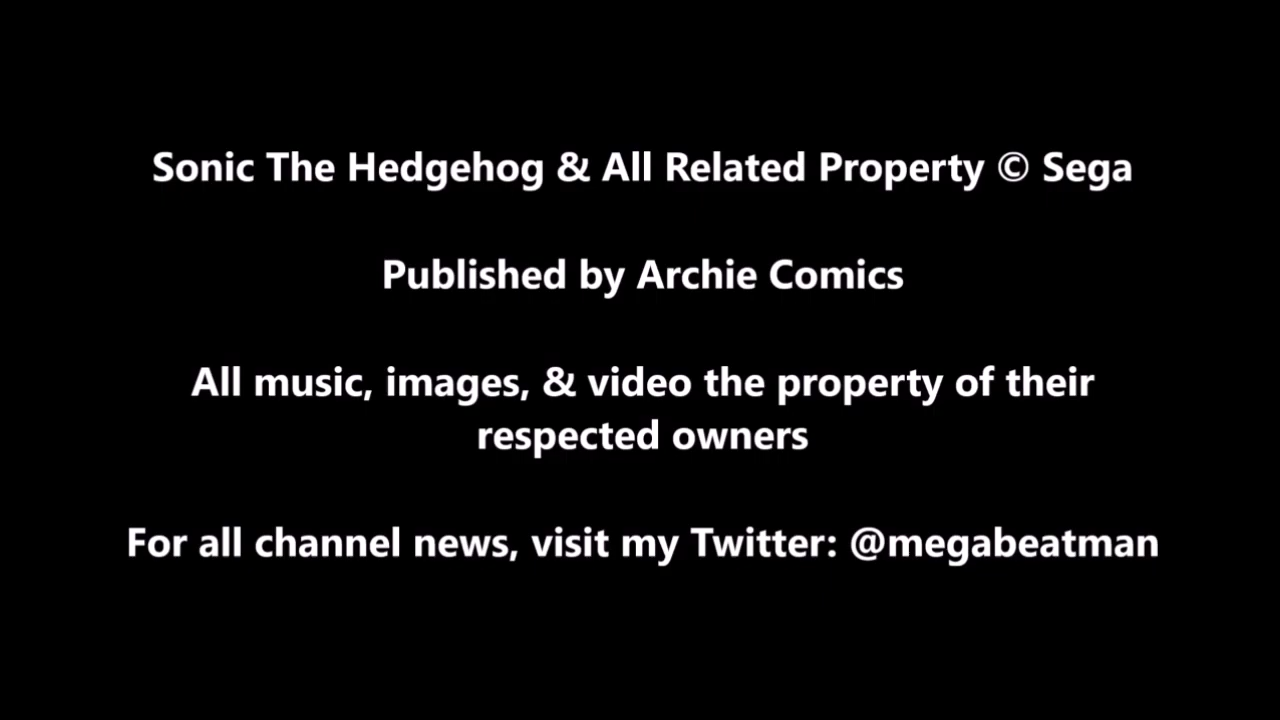 Sonic The Hedgehog & All Related Property © Sega
Published by Archie Comics
All music, images, & video the property of their
respected owners
For all channel news, visit my Twitter: @megabeatman